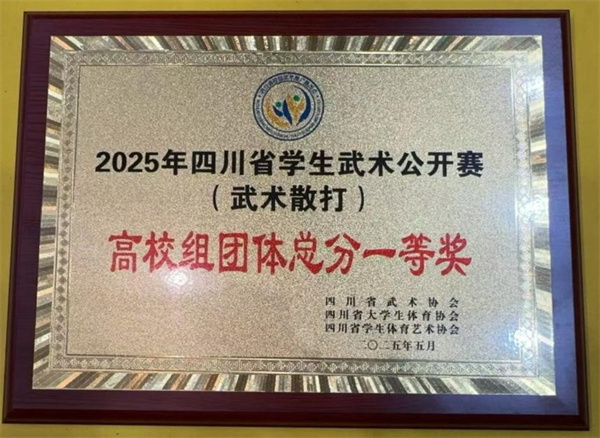 2025年四川省学生武术公开赛
（武术散打）
高校组团体总分一等奖
四川省武术协会
四川省大学生体育协会
四川省学生体育艺术协会
二〇二五年五月